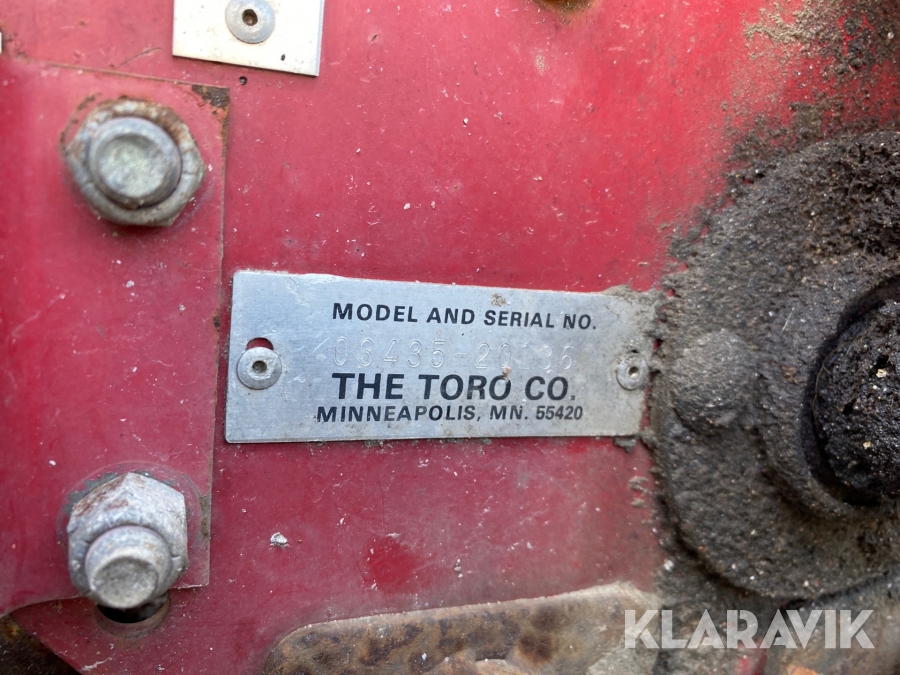 MODEL AND SERIAL NO.
THE TORO CO.
MINNEAPOLIS, MN. 55420
KLARAVIK